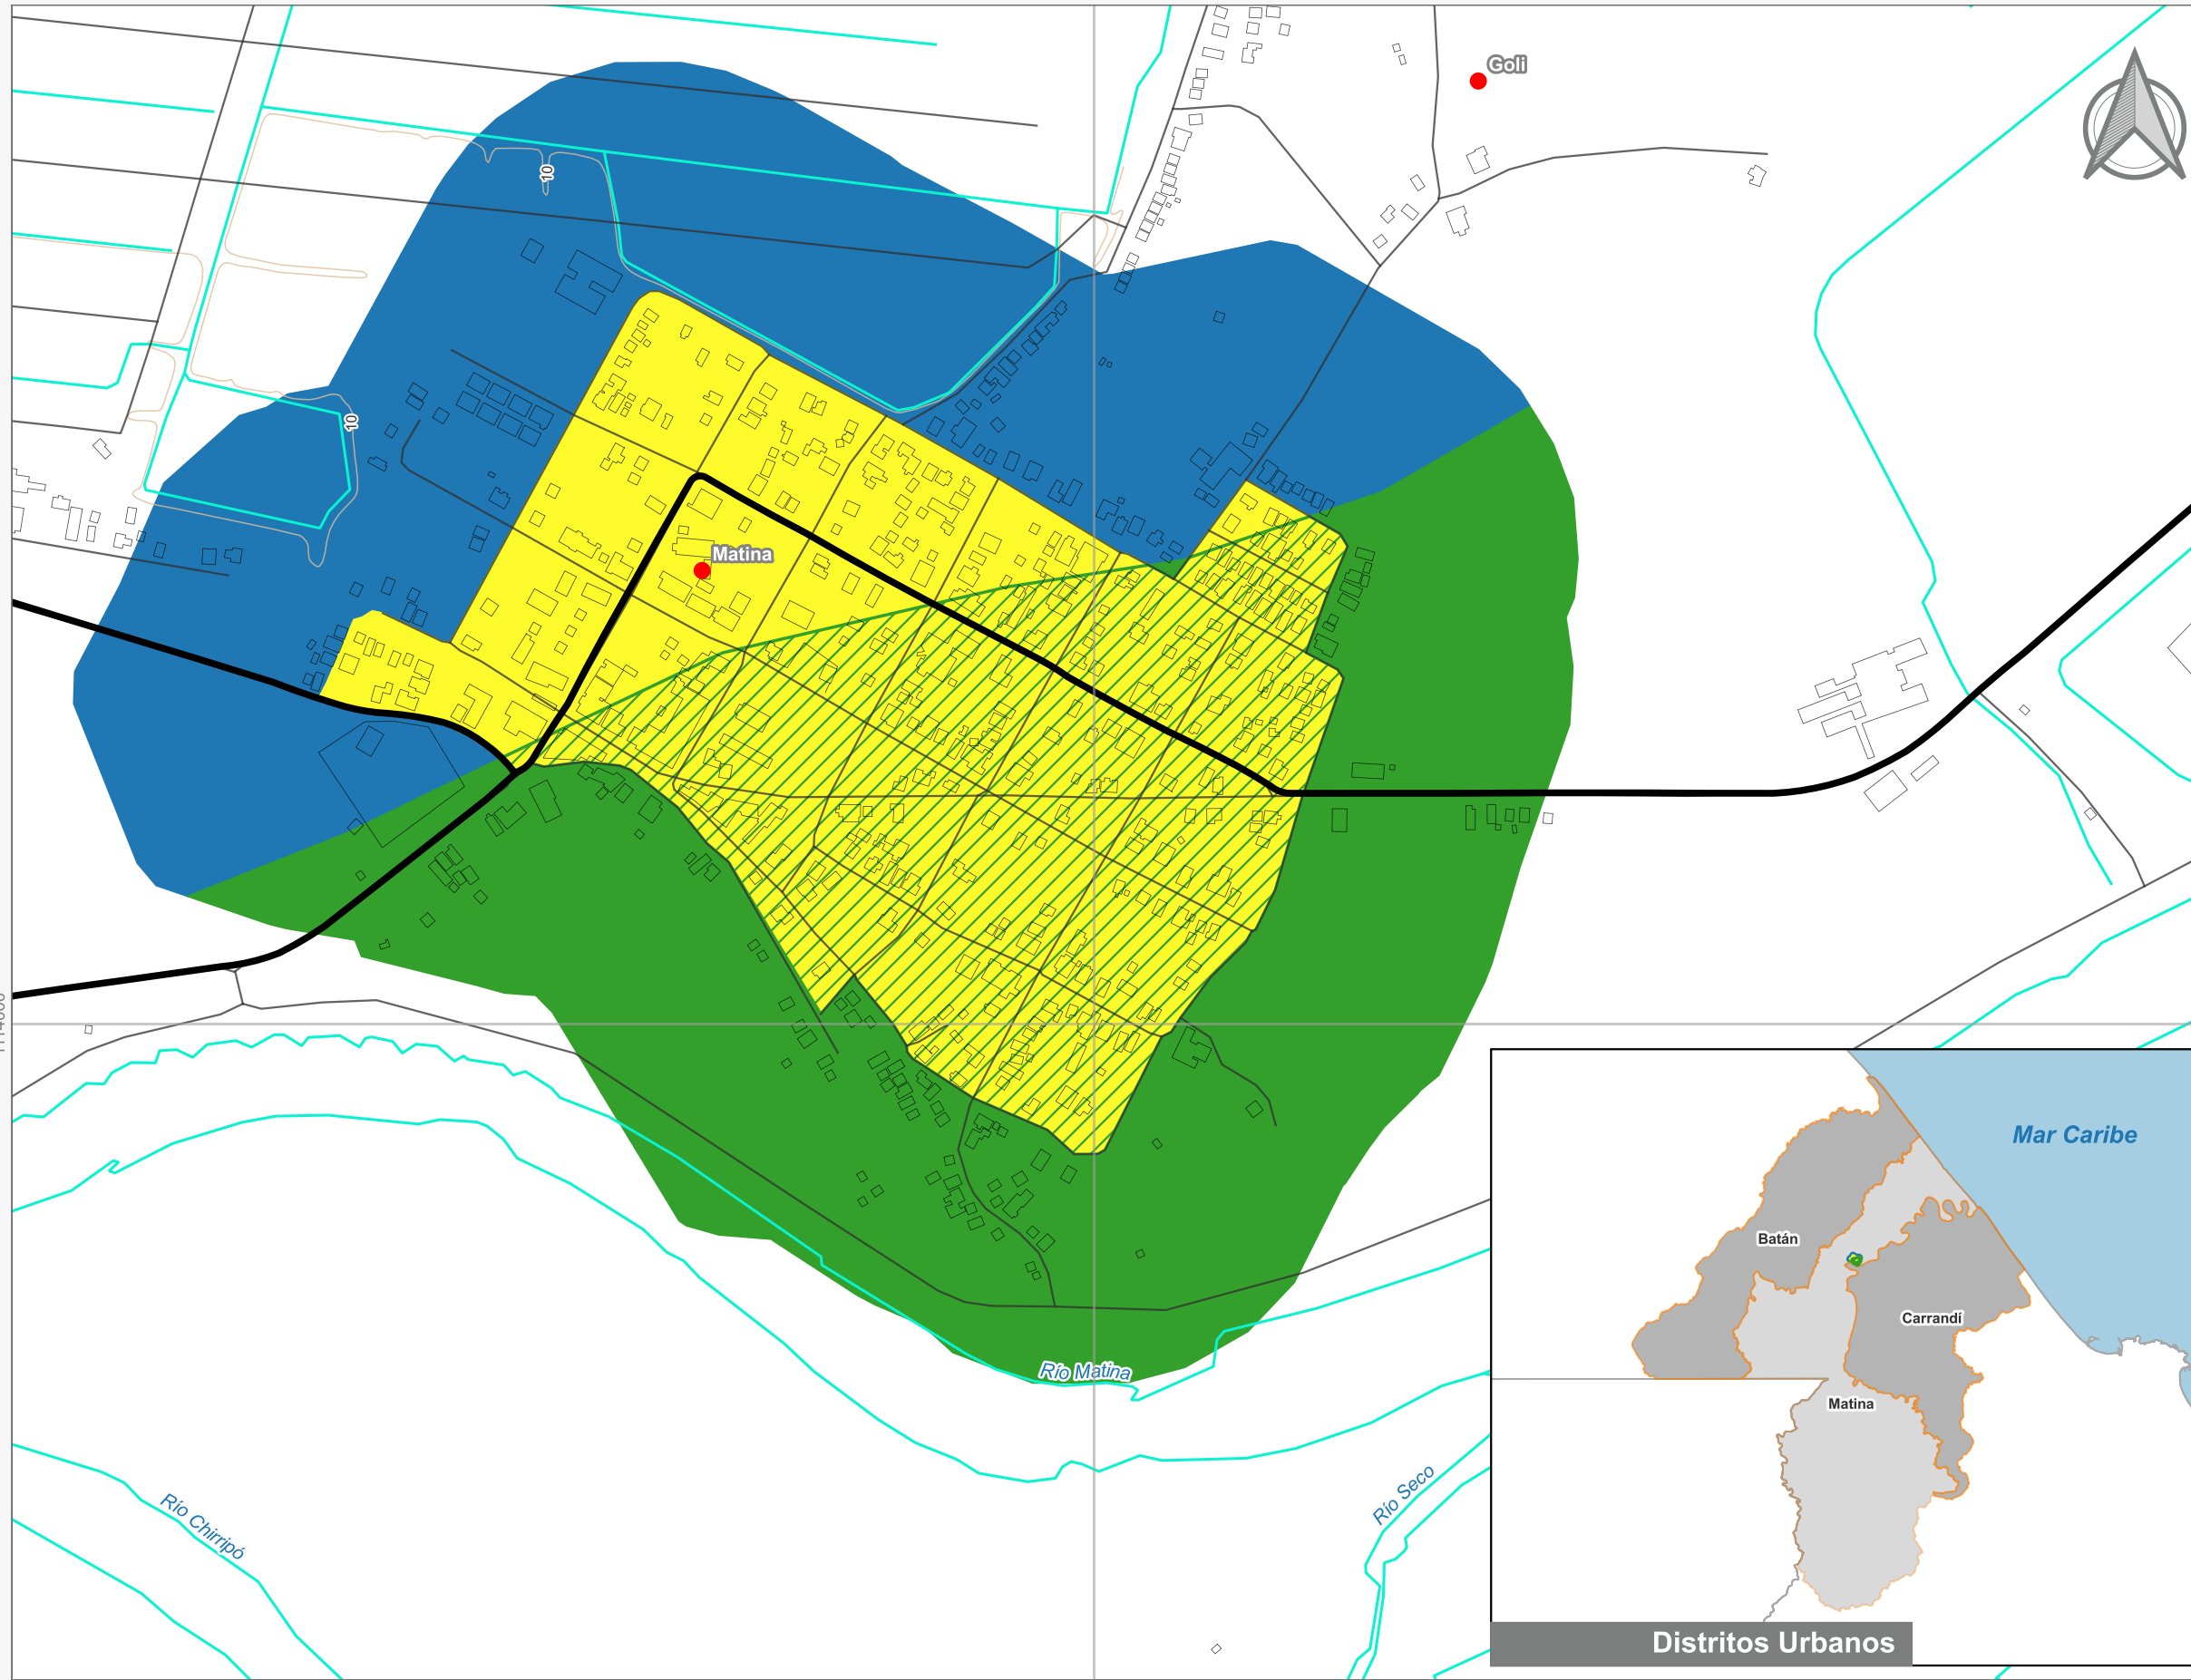 Goli
10
10
Matina
Mar Caribe
Batán
Carrandí
Río Matina
Matina
Río Seco
Río Chirripó
Distritos Urbanos